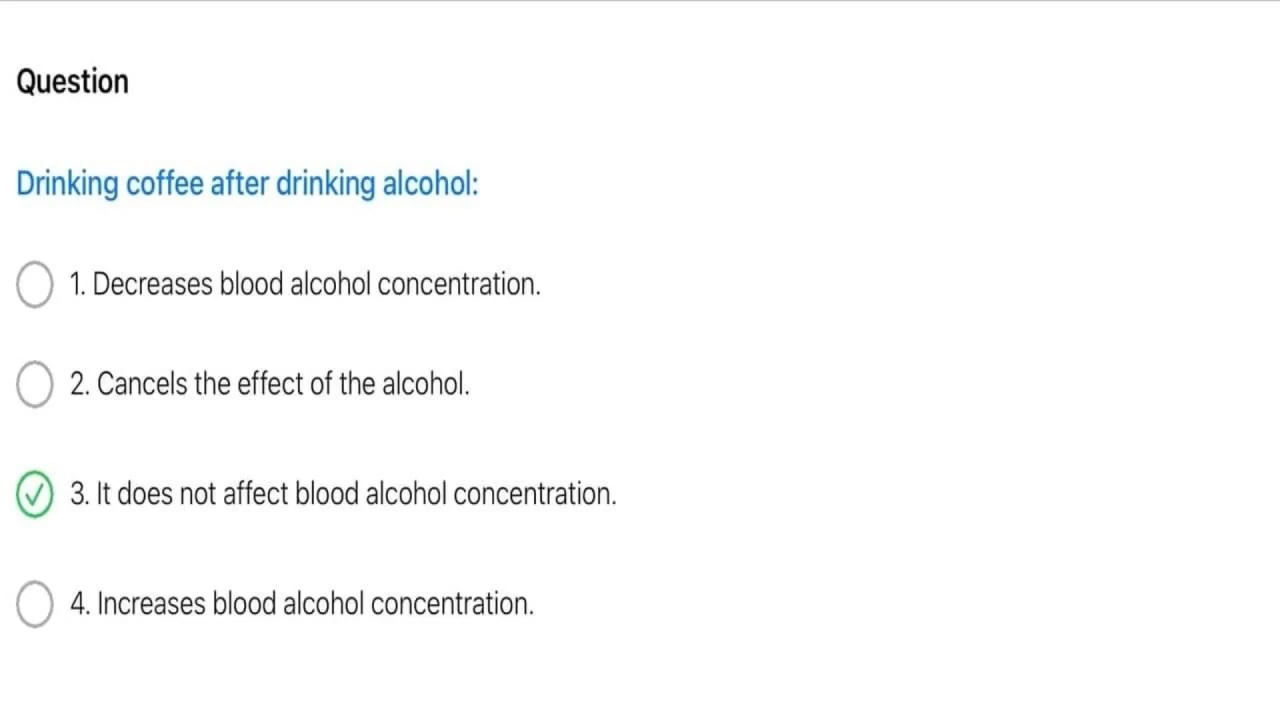 Question
Drinking coffee after drinking alcohol:
1. Decreases blood alcohol concentration.
2. Cancels the effect of the alcohol.
3. It does not affect blood alcohol concentration.
4. Increases blood alcohol concentration.